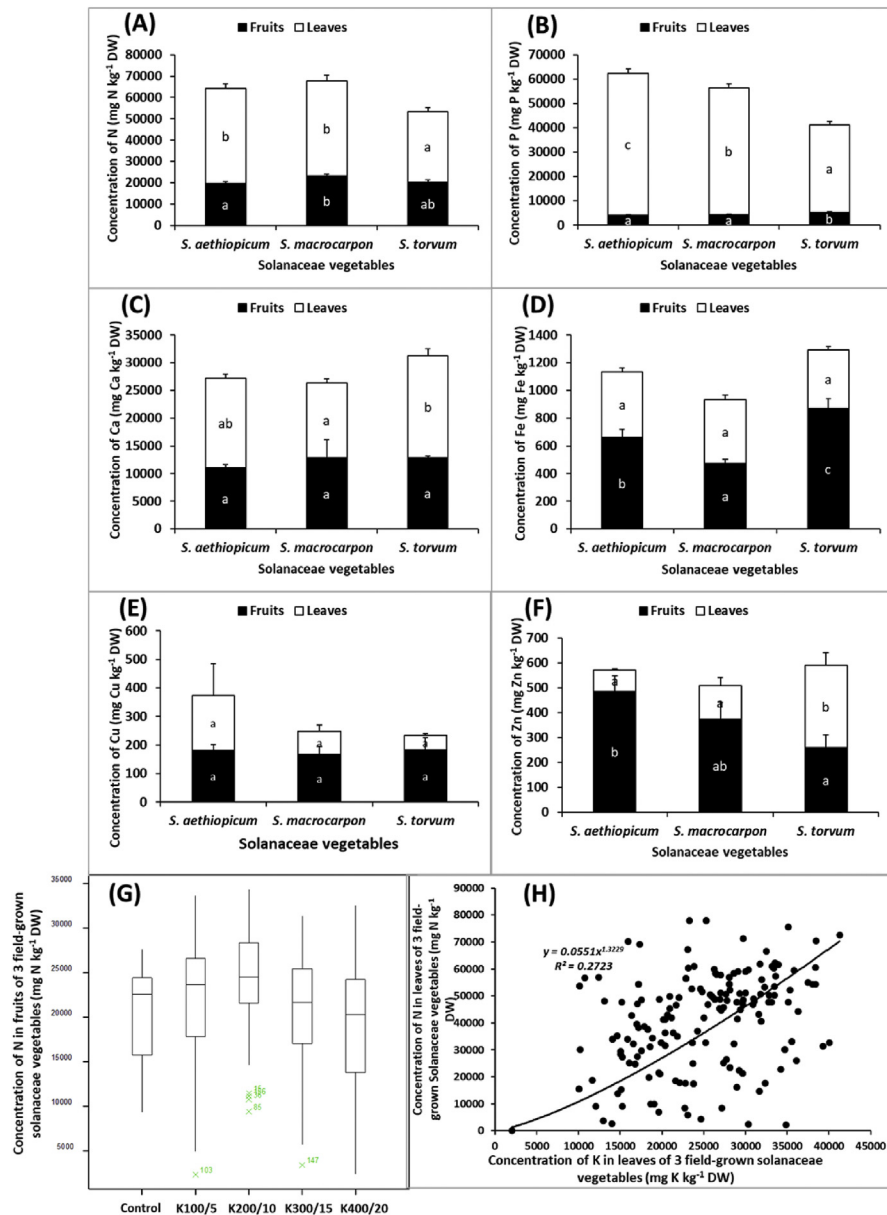 (A)
■Fruits □Leaves
Concentration of N (mg N kg⁻¹ DW)
80000
70000
60000
50000
40000
30000
20000
10000
0
b b a
a b ab
S. aethiopicum S. macrocarpon S. torvum
Solanaceae vegetables
(B)
■Fruits □Leaves
Concentration of P (mg P kg⁻¹ DW)
70000
60000
50000
40000
30000
20000
10000
0
c b a
a a b
S. aethiopicum S. macrocarpon S. torvum
Solanaceae vegetables
(C)
■Fruits □Leaves
Concentration of Ca (mg Ca kg⁻¹ DW)
35000
30000
25000
20000
15000
10000
5000
0
ab a b
a a a
S. aethiopicum S. macrocarpon S. torvum
Solanaceae vegetables
(D)
■Fruits □Leaves
Concentration of Fe (mg Fe kg⁻¹ DW)
1400
1200
1000
800
600
400
200
0
a a a
b a c
S. aethiopicum S. macrocarpon S. torvum
Solanaceae vegetables
(E)
■Fruits □Leaves
Concentration of Cu (mg Cu kg⁻¹ DW)
600
500
400
300
200
100
0
a a a
a a a
S. aethiopicum S. macrocarpon S. torvum
Solanaceae vegetables
(F)
■Fruits □Leaves
Concentration of Zn (mg Zn kg⁻¹ DW)
700
600
500
400
300
200
100
0
a a b
b ab a
S. aethiopicum S. macrocarpon S. torvum
Solanaceae vegetables
(G)
Concentration of N in fruits of 3 field-grown
solanaceae vegetables (mg N kg⁻¹ DW)
35000
30000
25000
20000
15000
10000
5000
103
85
147
Control K100/5 K200/10 K300/15 K400/20
(H)
Concentration of N in leaves of 3 field-
grown Solanaceae vegetables (mg N kg⁻¹
DW)
90000
80000
70000
60000
50000
40000
30000
20000
10000
0
y = 0.0551x¹·³²²⁹
R² = 0.2723
0 5000 10000 15000 20000 25000 30000 35000 40000 45000
Concentration of K in leaves of 3 field-grown solanaceae
vegetables (mg K kg⁻¹ DW)